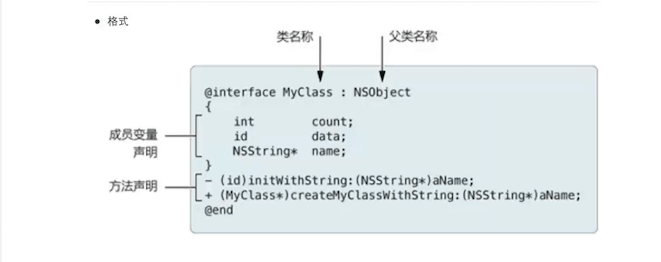 • 格式
类名称 父类名称
@interface MyClass : NSObject
{
int count;
成员变量 id data;
声明 NSString* name;
}
方法声明 - (id)initWithString:(NSString*)aName;
+ (MyClass*)createMyClassWithString:(NSString*)aName;
@end